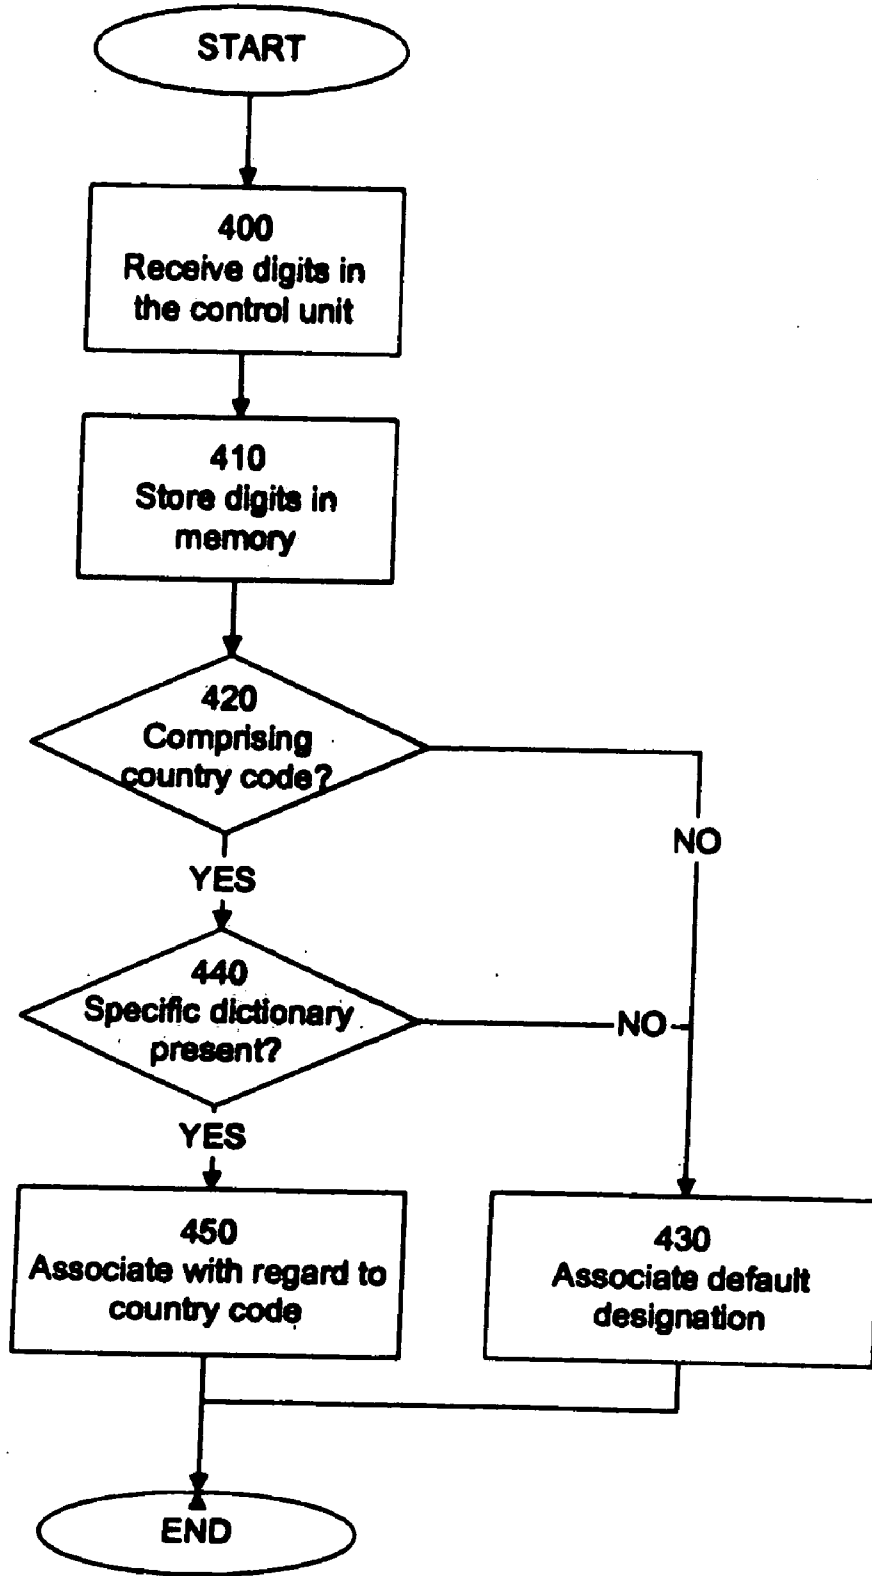 START
400
Receive digits in
the control unit
410
Store digits in
memory
420
Comprising
country code?
NO
YES
440
Specific dictionary
present?
NO
YES
450
Associate with regard to
country code
430
Associate default
designation
END